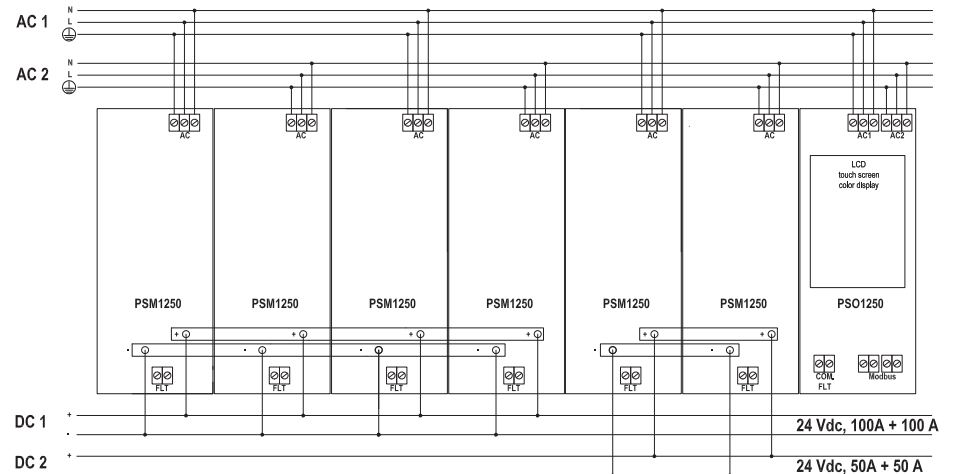 N
AC 1 L
N
AC 2 L
AC AC AC AC AC AC AC1 AC2
LCD
touch screen
color display
PSM1250 PSM1250 PSM1250 PSM1250 PSM1250 PSM1250 PSO1250
+ + + + + +
- - - - - -
FLT FLT FLT FLT FLT FLT COM. Modbus
FLT
DC 1 + 24 Vdc, 100A + 100 A
-
DC 2 + 24 Vdc, 50A + 50 A